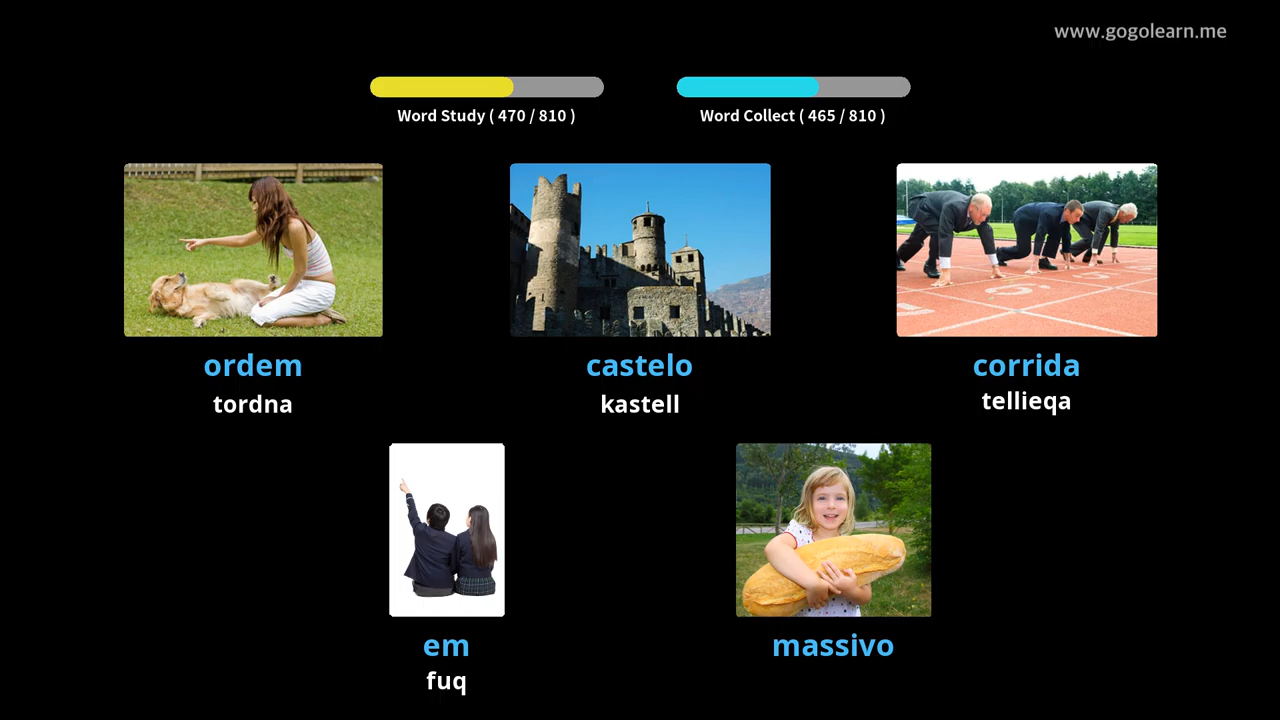 www.gogolearn.me
Word Study ( 470 / 810 )
Word Collect ( 465 / 810 )
ordem
tordna
castelo
kastell
corrida
tellieqa
em
fuq
massivo